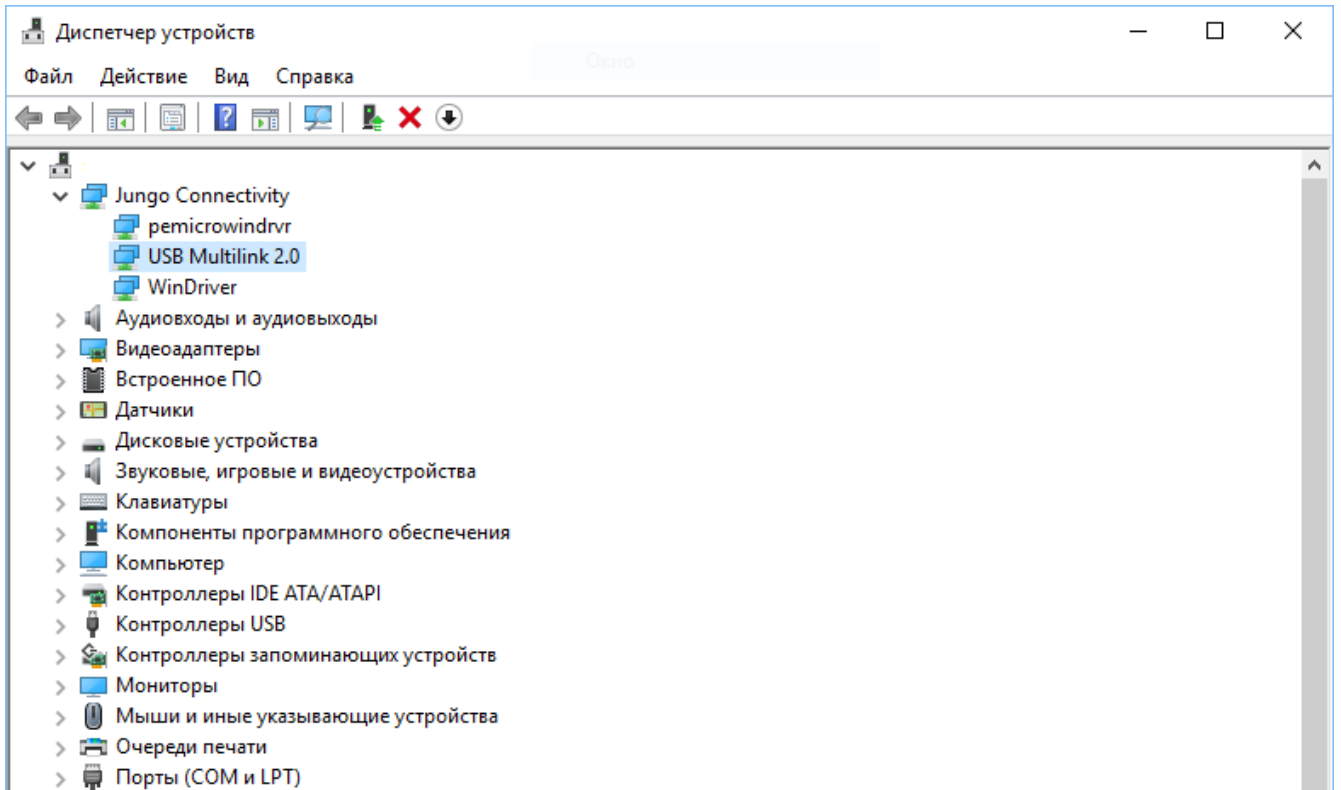 Диспетчер устройств
Окно
Файл Действие Вид Справка
Jungo Connectivity
pemicrowindrvr
USB Multilink 2.0
WinDriver
Аудиовходы и аудиовыходы
Видеоадаптеры
Встроенное ПО
Датчики
Дисковые устройства
Звуковые, игровые и видеоустройства
Клавиатуры
Компоненты программного обеспечения
Компьютер
Контроллеры IDE ATA/ATAPI
Контроллеры USB
Контроллеры запоминающих устройств
Мониторы
Мыши и иные указывающие устройства
Очереди печати
Порты (COM и LPT)